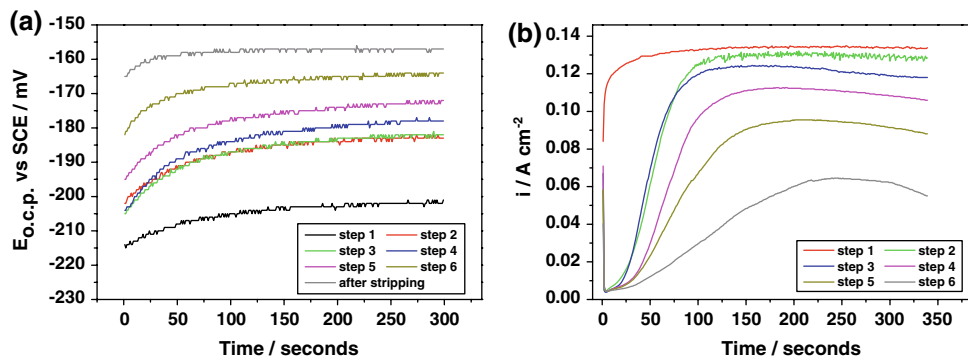 (a)
E o.c.p. vs SCE / mV
-150
-160
-170
-180
-190
-200
-210
-220
-230
step 1 step 2
step 3 step 4
step 5 step 6
after stripping
0 50 100 150 200 250 300
Time / seconds
(b)
i / A cm-2
0.14
0.12
0.10
0.08
0.06
0.04
0.02
0.00
step 1 step 2
step 3 step 4
step 5 step 6
0 50 100 150 200 250 300 350
Time / seconds